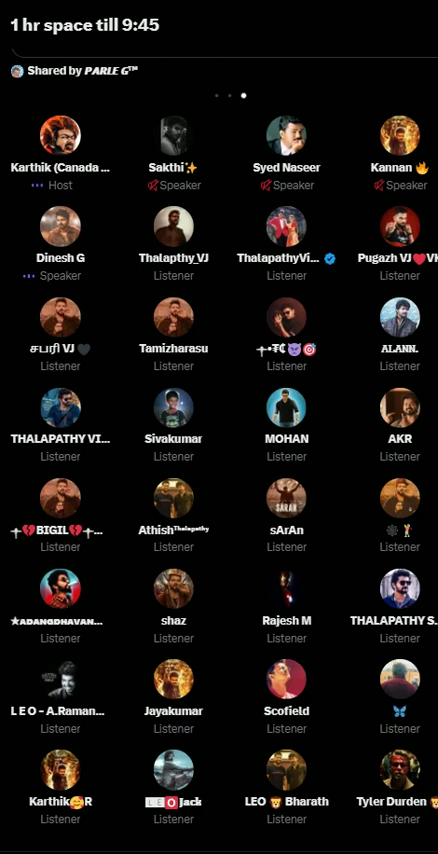 1 hr space till 9:45
Shared by PARLE G™
Karthik (Canada ... Sakthi✨ Syed Naseer Kannan 🔥
Host Speaker Speaker Speaker
Dinesh G Thalapthy_VJ ThalapathyVi... Pugazh VJ❤️VK
Speaker Listener Listener Listener
சடபுதி VJ 🖤 Tamizharasu ༒•₮₵😈🎯 ALANN.
Listener Listener Listener Listener
THALAPATHY VI... Sivakumar MOHAN AKR
Listener Listener Listener Listener
༒💔BIGIL💔༒... Athishᵀʰᵃˡᵃᵖᵃᵗʰʸ sArAn ⚛️🏌️
Listener Listener Listener Listener
★ADANGDHAVAN... shaz Rajesh M THALAPATHY S.
Listener Listener Listener Listener
L E O - A.Raman... Jayakumar Scofield 🦋
Listener Listener Listener Listener
Karthik🥰R 🄻🄴🅾️Jack LEO 🦁 Bharath Tyler Durden 🦁
Listener Listener Listener Listener